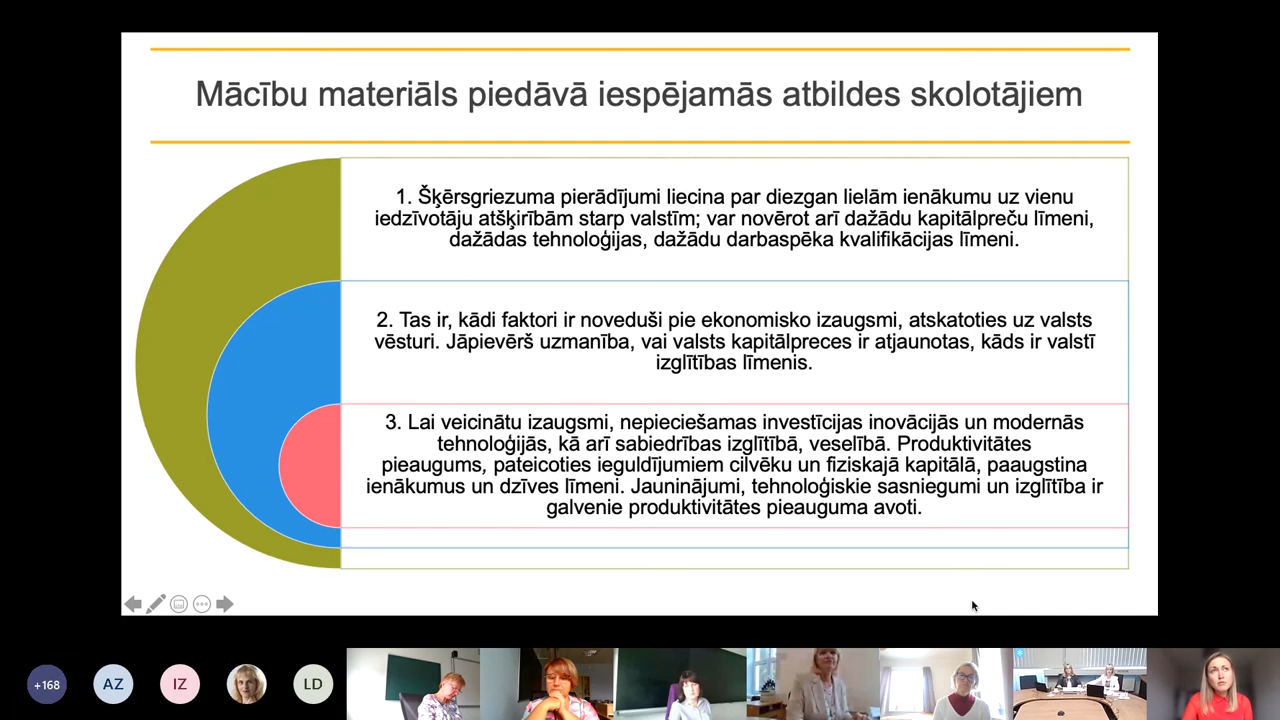 Mācību materiāls piedāvā iespējamās atbildes skolotājiem
1. Šķērsgriezuma pierādījumi liecina par diezgan lielām ienākumu uz vienu
iedzīvotāju atšķirībām starp valstīm; var novērot arī dažādu kapitālpreču līmeni,
dažādas tehnoloģijas, dažādu darbaspēka kvalifikācijas līmeni.
2. Tas ir, kādi faktori ir noveduši pie ekonomisko izaugsmi, atskatoties uz valsts
vēsturi. Jāpievērš uzmanība, vai valsts kapitālpreces ir atjaunotas, kāds ir valstī
izglītības līmenis.
3. Lai veicinātu izaugsmi, nepieciešamas investīcijas inovācijās un modernās
tehnoloģijās, kā arī sabiedrības izglītībā, veselībā. Produktivitātes
pieaugums, pateicoties ieguldījumiem cilvēku un fiziskajā kapitālā, paaugstina
ienākumus un dzīves līmeni. Jauninājumi, tehnoloģiskie sasniegumi un izglītība ir
galvenie produktivitātes pieauguma avoti.
+168
AZ
IZ
LD